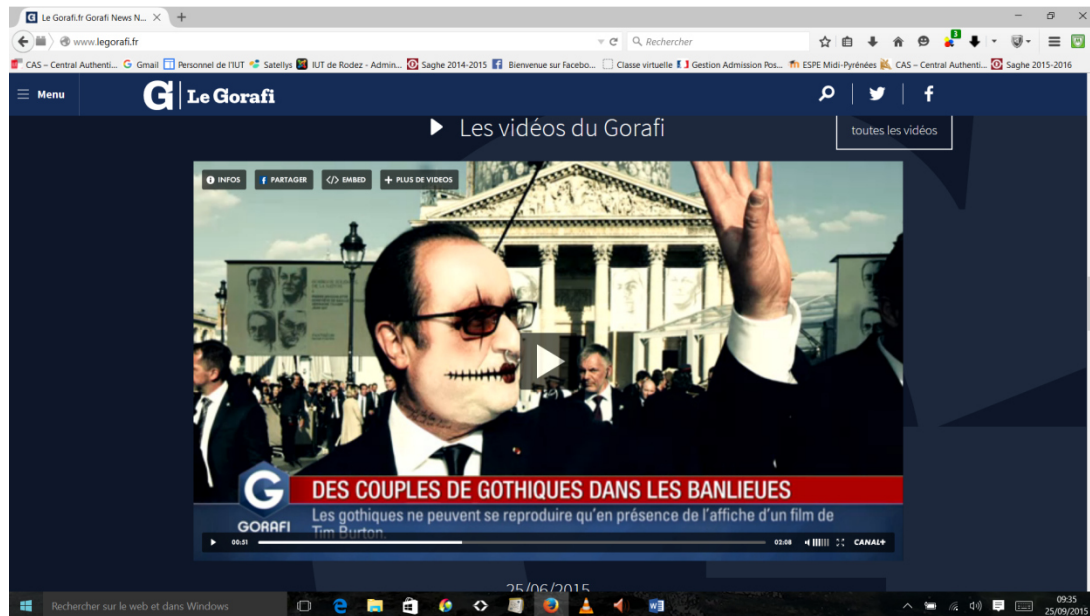 Le Gorafi.fr Gorafi News N...
www.legorafi.fr
Rechercher
3
CAS – Central Authenti... Gmail Personnel de l'IUT Satellys IUT de Rodez - Admin... Saghe 2014-2015 Bienvenue sur Facebo... Classe virtuelle Gestion Admission Pos... ESPE Midi-Pyrénées CAS – Central Authenti... Saghe 2015-2016
Menu
G Le Gorafi
Les vidéos du Gorafi
toutes les vidéos
INFOS PARTAGER EMBED PLUS DE VIDEOS
G
GORAFI
DES COUPLES DE GOTHIQUES DANS LES BANLIEUES
Les gothiques ne peuvent se reproduire qu'en présence de l'affiche d'un film de
Tim Burton.
00:51 02:08 CANAL+
25/06/2015
Rechercher sur le web et dans Windows
09:35
25/09/2015